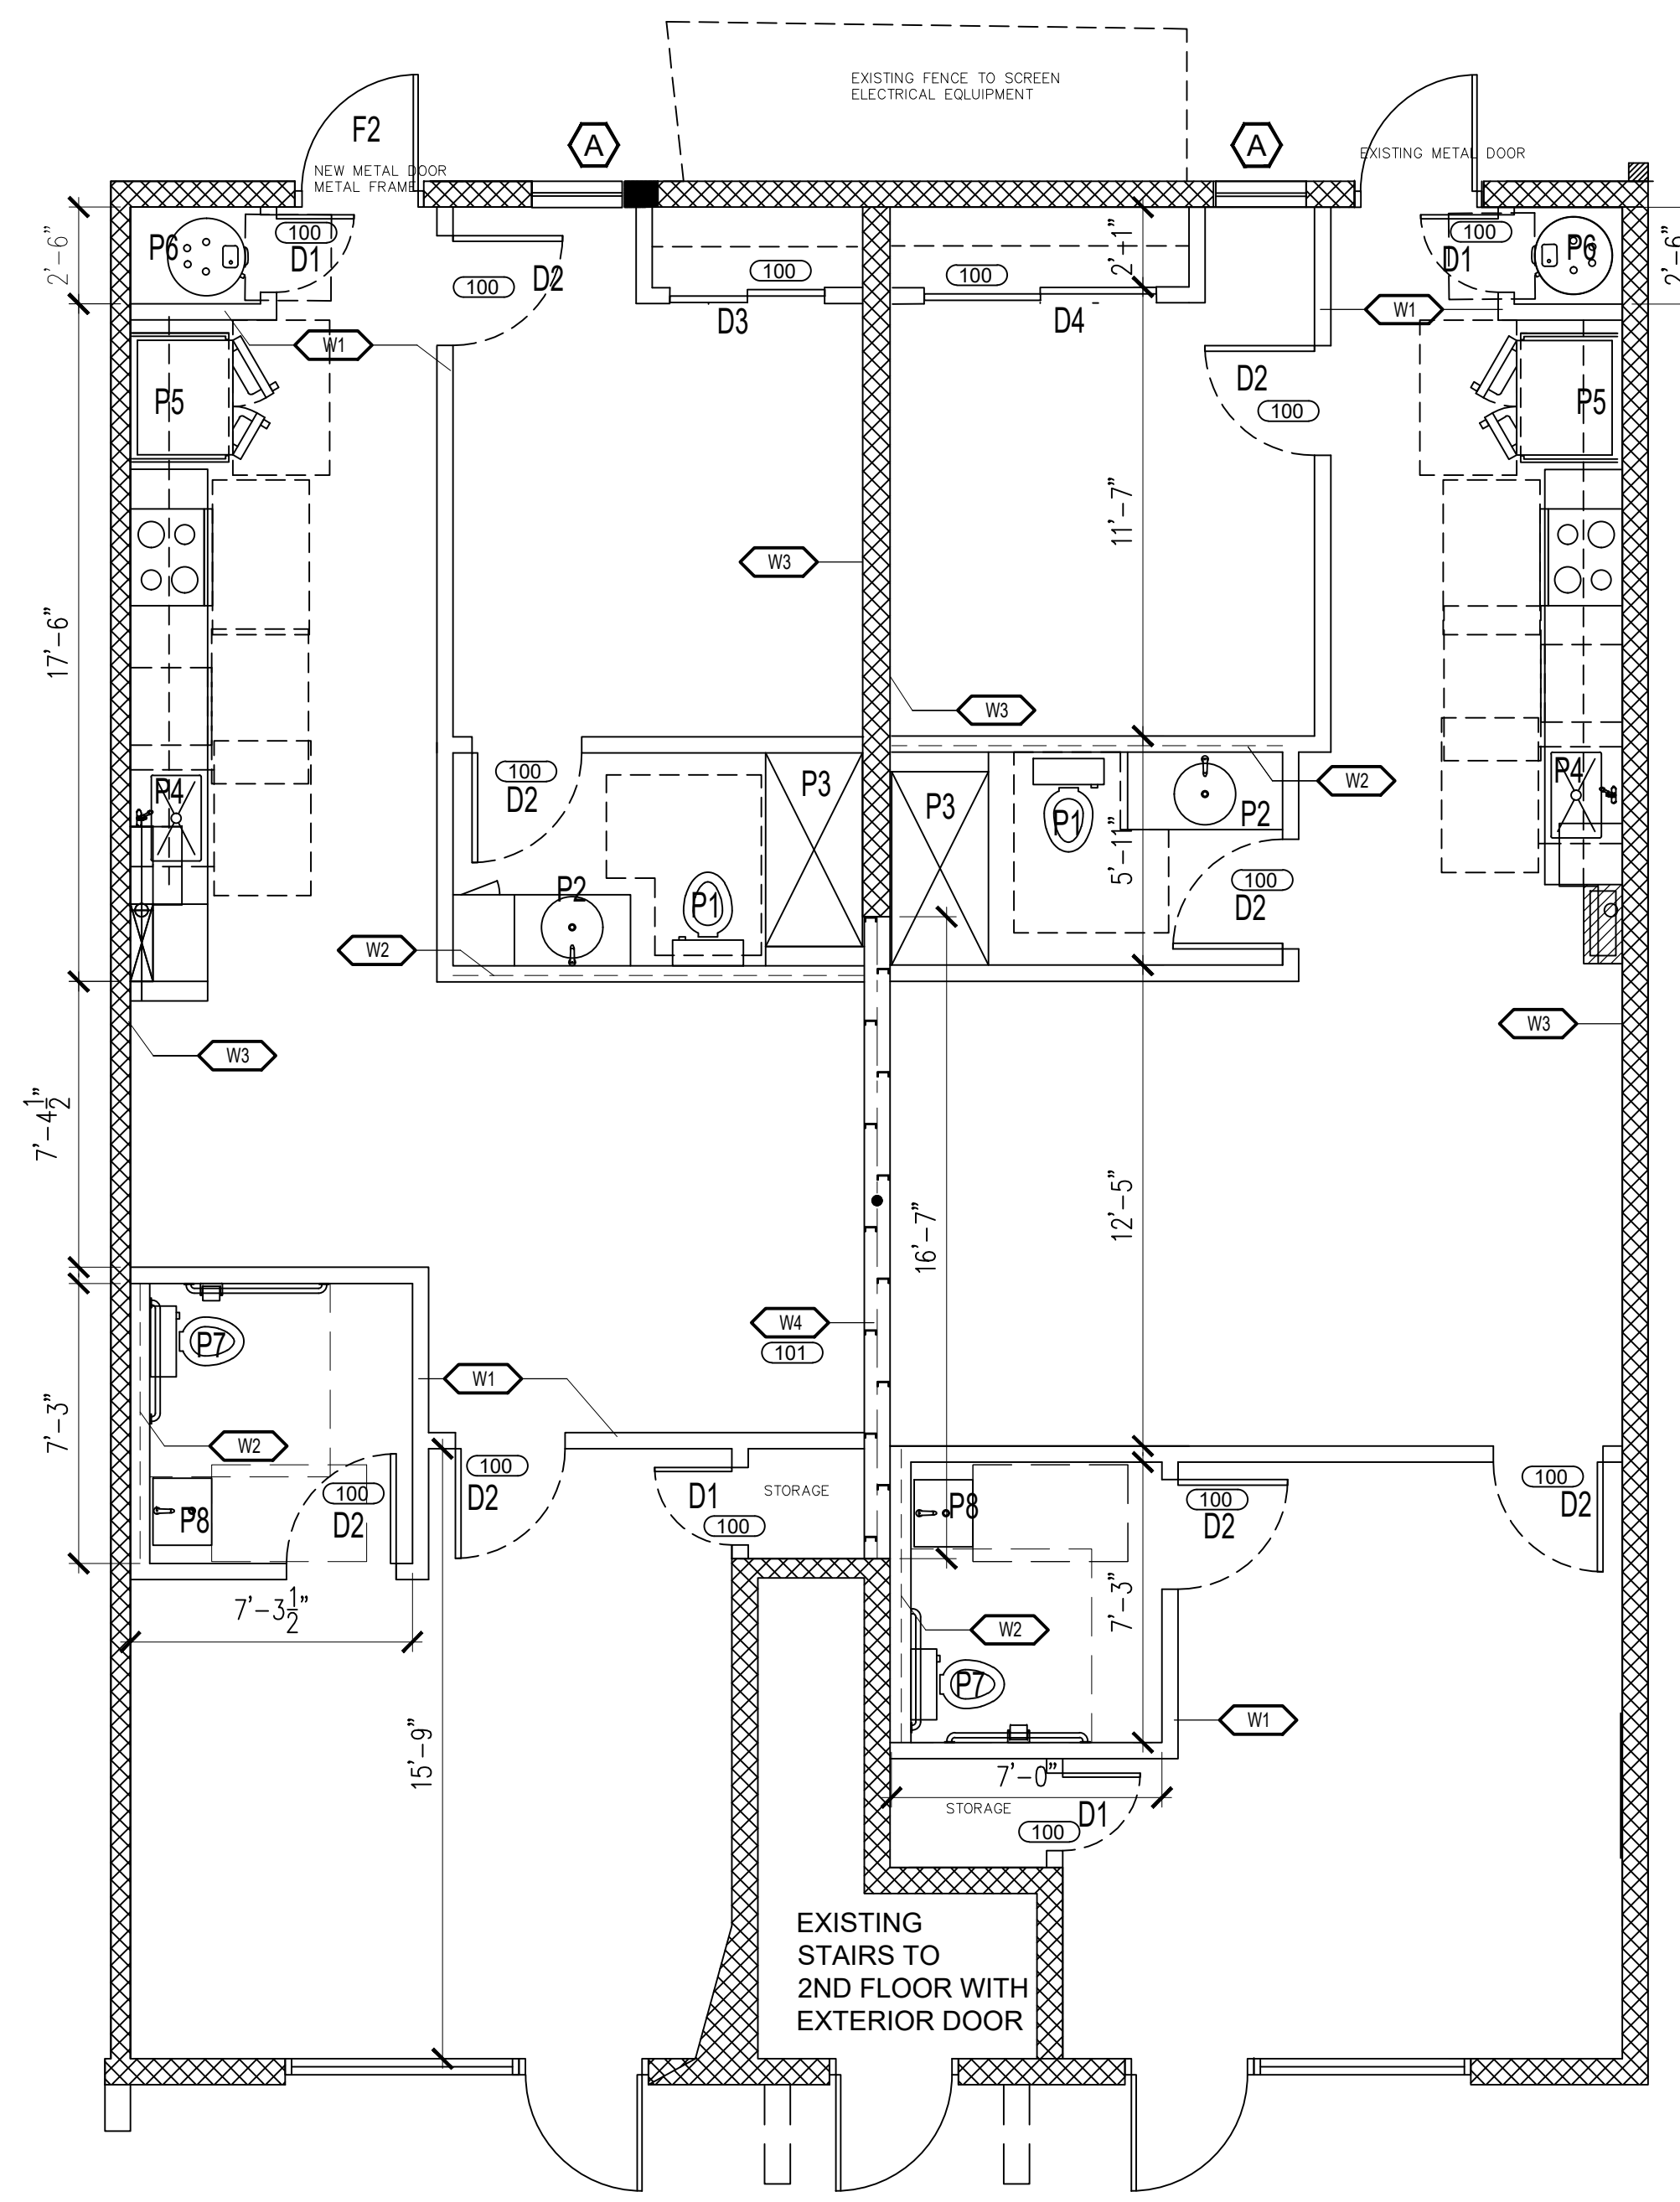 EXISTING FENCE TO SCREEN
ELECTRICAL EQLUIPMENT
F2
A
A
NEW METAL DOOR
METAL FRAME
EXISTING METAL DOOR
P6
100
D1
100
D2
100
D3
100
D4
2'-1"
100
D1
P6
2'-6"
2'-6"
W1
W1
P5
D2
100
P5
11'-7"
W3
17'-6"
W3
100
D2
P3
P3
P1
P2
W2
P4
P4
5'-11"
100
D2
P2
P1
W2
W3
W3
7'-4 1/2"
12'-5"
16'-7"
W4
101
P7
W1
7'-3"
W2
100
D2
P8
100
D2
D1
100
STORAGE
P8
100
D2
100
D2
7'-3 1/2"
7'-3"
W2
P7
W1
15'-9"
7'-0"
STORAGE
D1
100
EXISTING
STAIRS TO
2ND FLOOR WITH
EXTERIOR DOOR